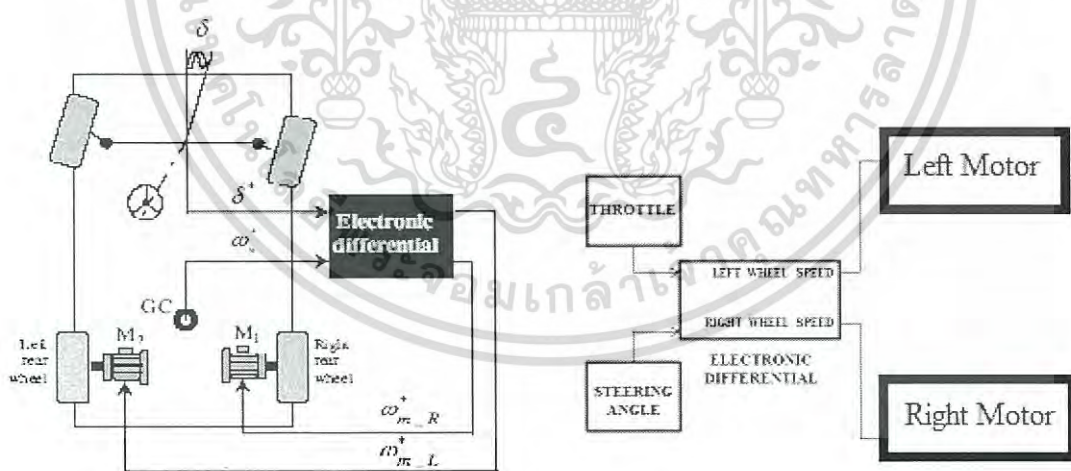 δ
δ*
ω*
Electronic
differential
GC
M₂
M₁
Left
rear
wheel
Right
rear
wheel
ω*m_R
ω*m_L
THROTTLE
STEERING
ANGLE
LEFT WHEEL SPEED
RIGHT WHEEL SPEED
ELECTRONIC
DIFFERENTIAL
Left Motor
Right Motor